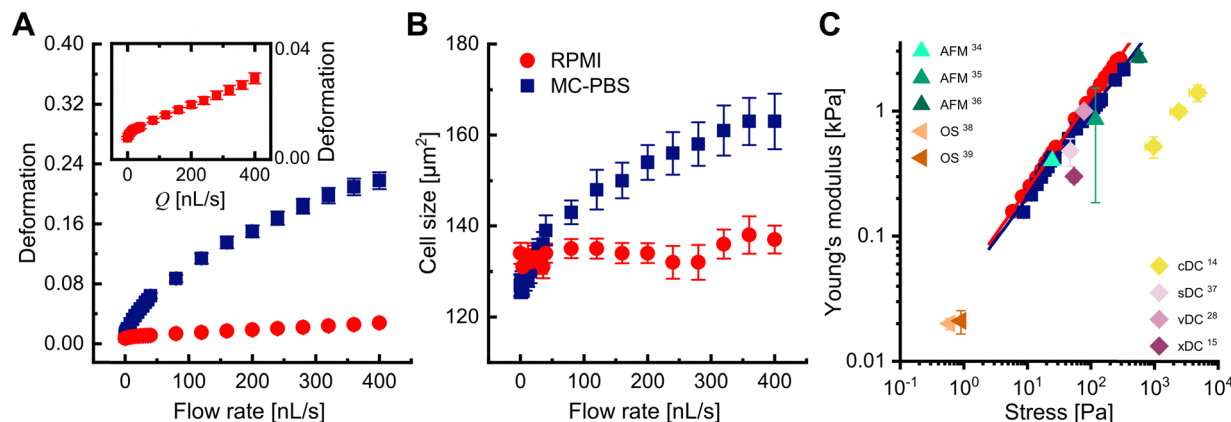 A
0.40
0.32
0.24
0.16
0.08
0.00
Deformation
0 100 200 300 400
Flow rate [nL/s]
0.04
0.00
Deformation
0 200 400
Q [nL/s]
B
180
160
140
120
Cell size [µm²]
RPMI
MC-PBS
0 100 200 300 400
Flow rate [nL/s]
C
Young's modulus [kPa]
1
0.1
0.01
AFM 34
AFM 35
AFM 36
OS 38
OS 39
cDC 14
sDC 37
vDC 28
xDC 15
10⁻¹ 10⁰ 10¹ 10² 10³ 10⁴
Stress [Pa]